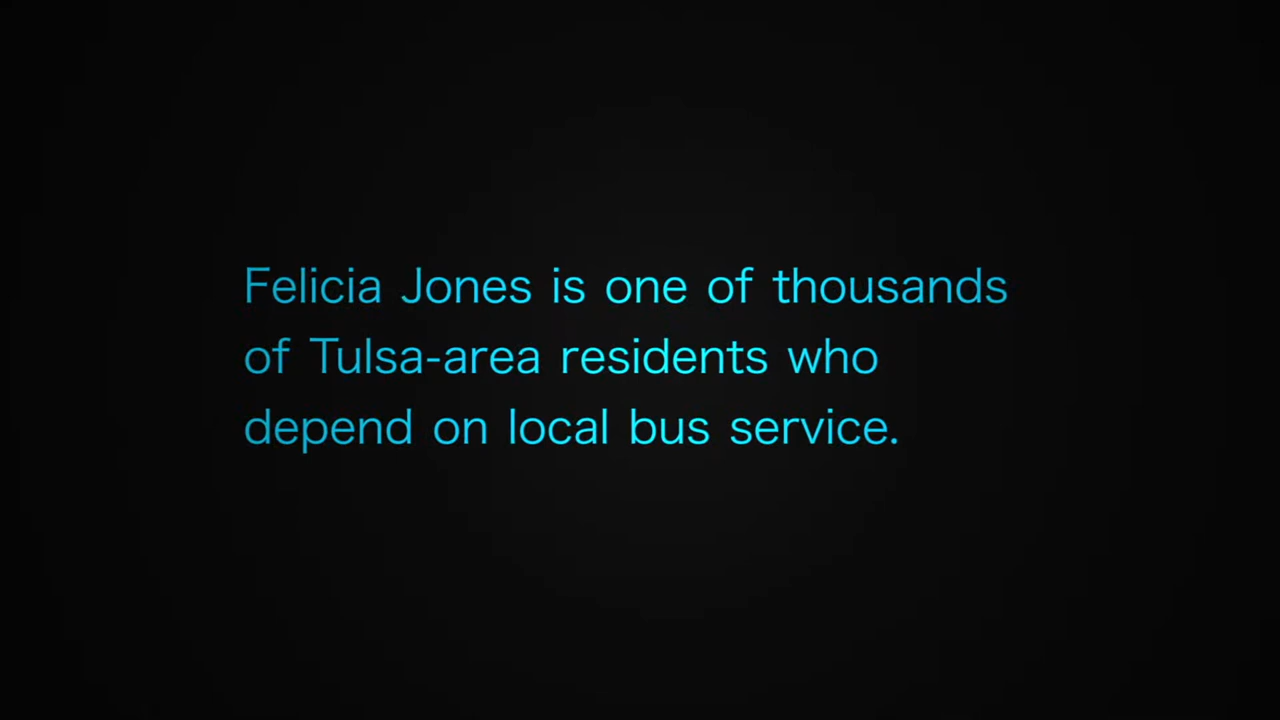 Felicia Jones is one of thousands
of Tulsa-area residents who
depend on local bus service.